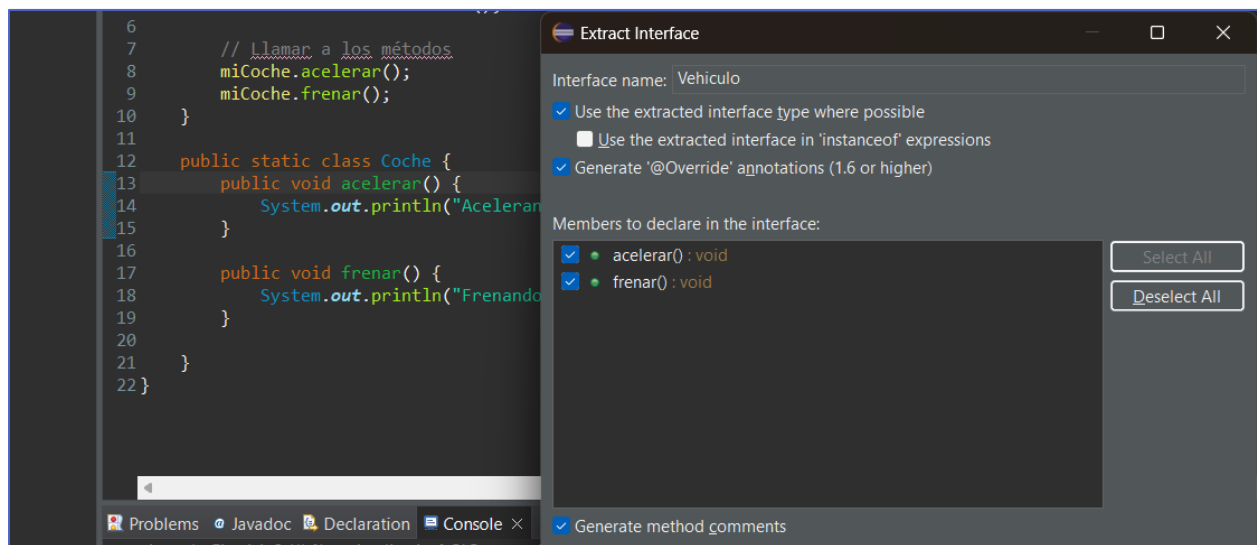 6
7 // Llamar a los métodos
8 miCoche.acelerar();
9 miCoche.frenar();
10 }
11
12 public static class Coche {
13 public void acelerar() {
14 System.out.println("Aceleran
15 }
16
17 public void frenar() {
18 System.out.println("Frenando
19 }
20
21 }
22 }
Problems Javadoc Declaration Console
Extract Interface
Interface name: Vehiculo
Use the extracted interface type where possible
Use the extracted interface in 'instanceof' expressions
Generate '@Override' annotations (1.6 or higher)
Members to declare in the interface:
acelerar() : void
frenar() : void
Select All
Deselect All
Generate method comments